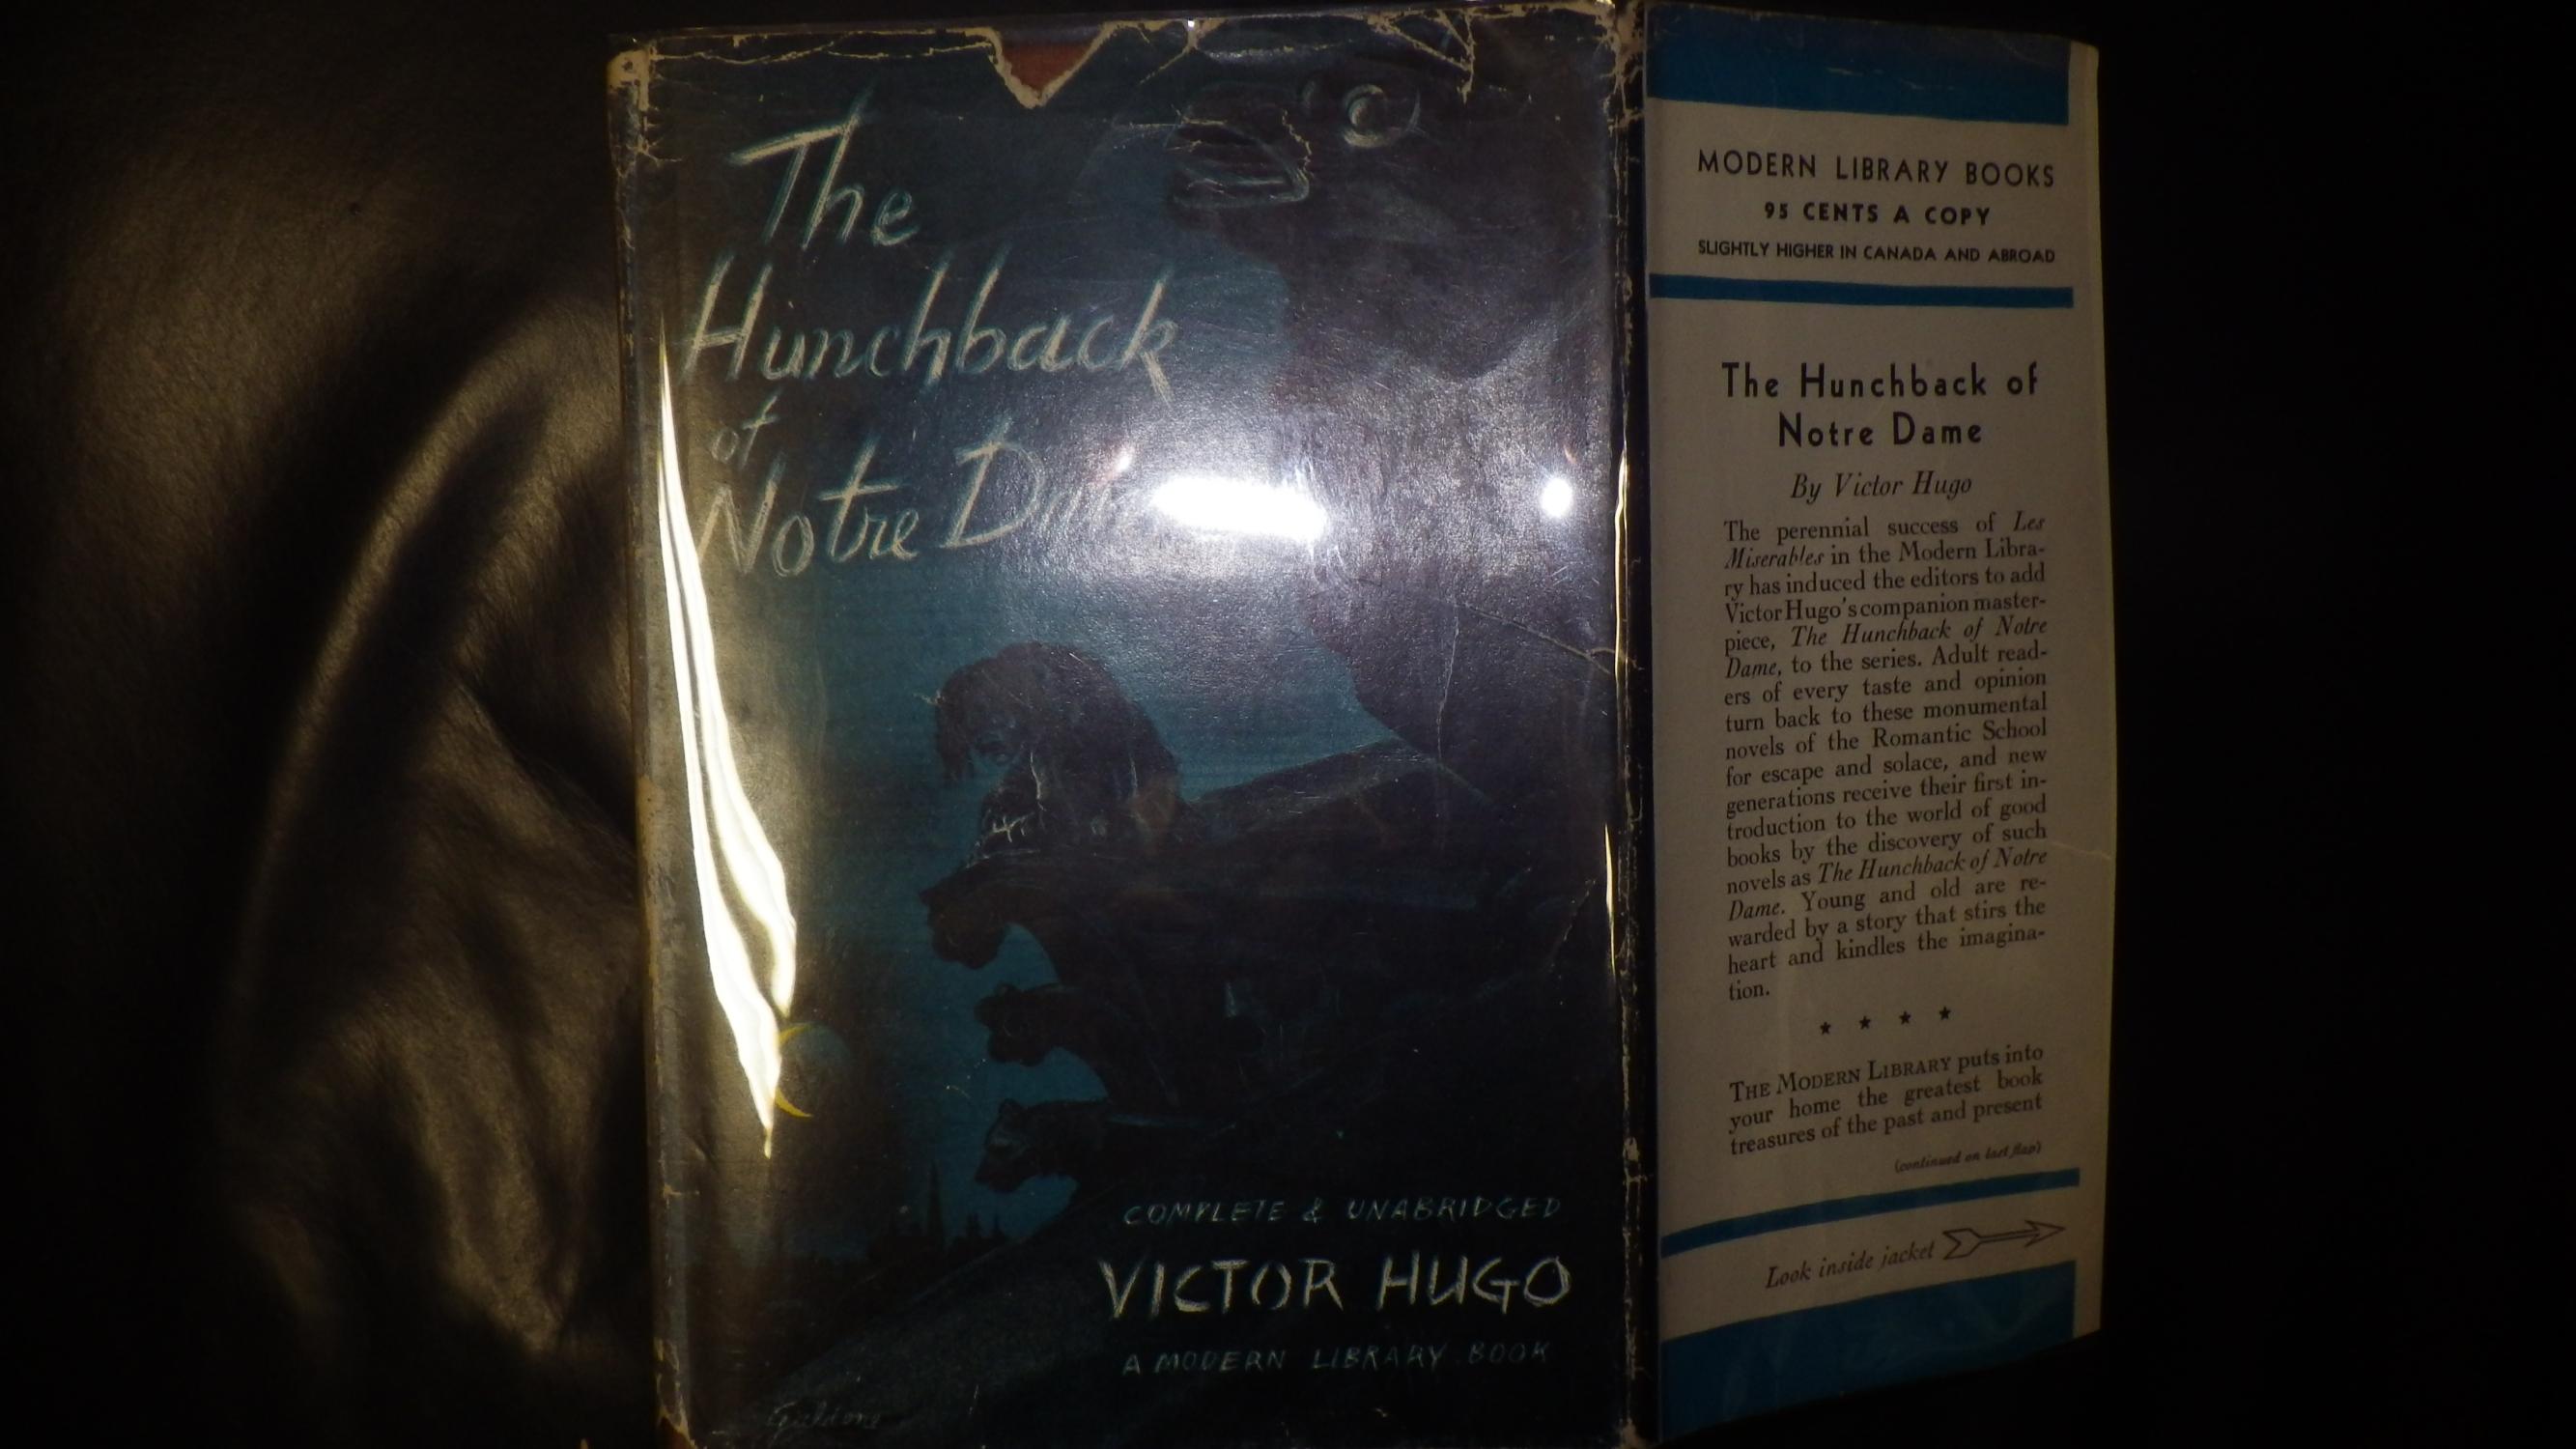 The
Hunchback
of
Notre Dame
COMPLETE & UNABRIDGED
VICTOR HUGO
A MODERN LIBRARY BOOK
MODERN LIBRARY BOOKS
95 CENTS A COPY
SLIGHTLY HIGHER IN CANADA AND ABROAD
The Hunchback of
Notre Dame
By Victor Hugo
The perennial success of Les
Miserables in the Modern Libra-
ry has induced the editors to add
Victor Hugo's companion master-
piece, The Hunchback of Notre
Dame, to the series. Adult read-
ers of every taste and opinion
turn back to these monumental
novels of the Romantic School
for escape and solace, and new
generations receive their first in-
troduction to the world of good
books by the discovery of such
novels as The Hunchback of Notre
Dame. Young and old are re-
warded by a story that stirs the
heart and kindles the imagina-
tion.
THE MODERN LIBRARY puts into
your home the greatest book
treasures of the past and present
(continued on last flap)
Look inside jacket